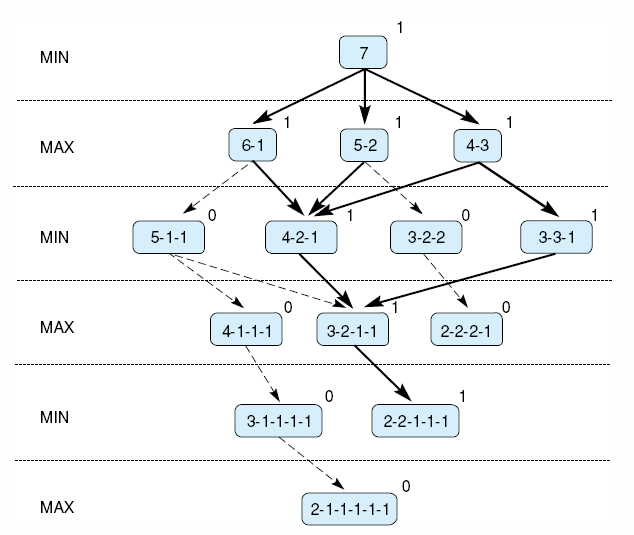 1
MIN 7
1 1 1
MAX 6-1 5-2 4-3
0 1 0 1
MIN 5-1-1 4-2-1 3-2-2 3-3-1
0 1 0
MAX 4-1-1-1 3-2-1-1 2-2-2-1
0 1
MIN 3-1-1-1-1 2-2-1-1-1
0
MAX 2-1-1-1-1-1